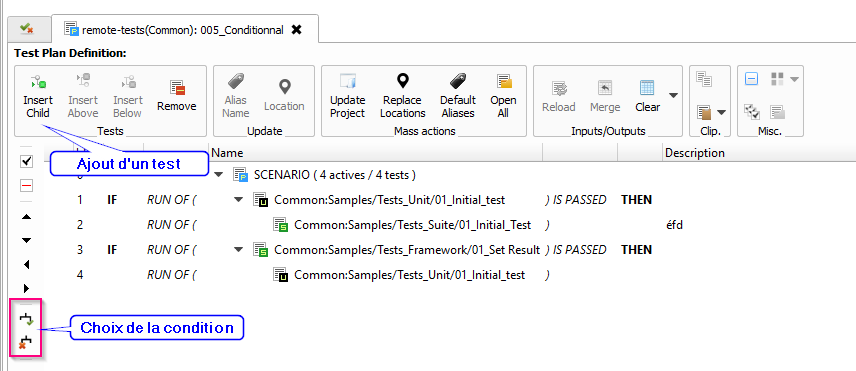 remote-tests(Common): 005_Conditionnal
Test Plan Definition:
Insert Child
Insert Above
Insert Below
Remove
Tests
Alias Name
Location
Update
Update Project
Replace Locations
Default Aliases
Open All
Mass actions
Reload
Merge
Clear
Inputs/Outputs
Clip.
Misc.
Ajout d'un test
Name Description
SCENARIO ( 4 actives / 4 tests )
1 IF RUN OF ( Common:Samples/Tests_Unit/01_Initial_test ) IS PASSED THEN
2 RUN OF ( Common:Samples/Tests_Suite/01_Initial_Test ) éfd
3 IF RUN OF ( Common:Samples/Tests_Framework/01_Set Result ) IS PASSED THEN
4 RUN OF ( Common:Samples/Tests_Unit/01_Initial_test )
Choix de la condition